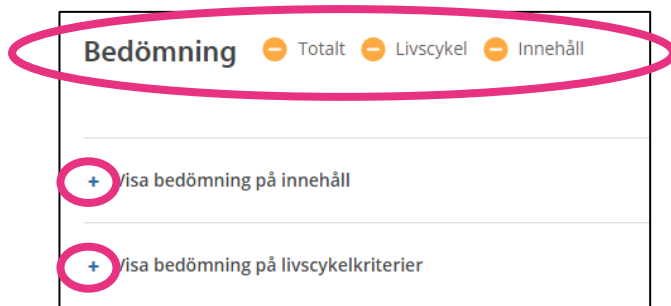 Bedömning Totalt Livscykel Innehåll
+ Visa bedömning på innehåll
+ Visa bedömning på livscykelkriterier